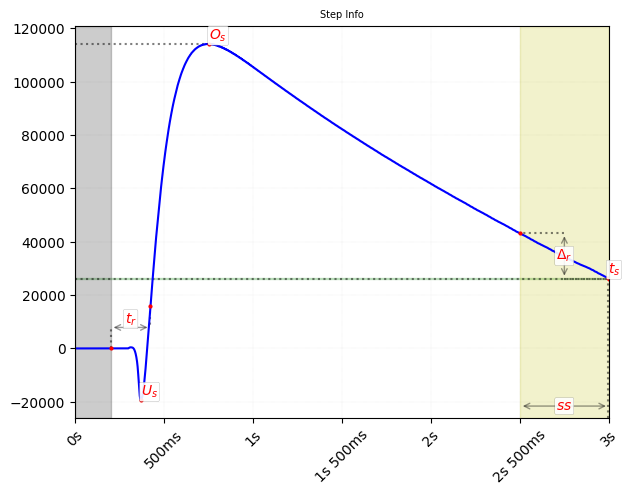 Step Info
120000
100000
80000
60000
40000
20000
0
−20000
O_s
Δ_r
t_s
t_r
U_s
ss
0s
500ms
1s
1s 500ms
2s
2s 500ms
3s